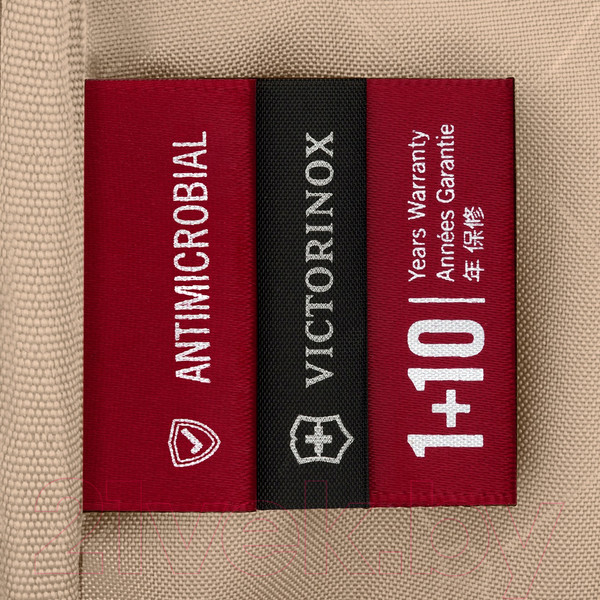 ANTIMICROBIAL
VICTORINOX
1+10
Years Warranty
Années Garantie
年 保修